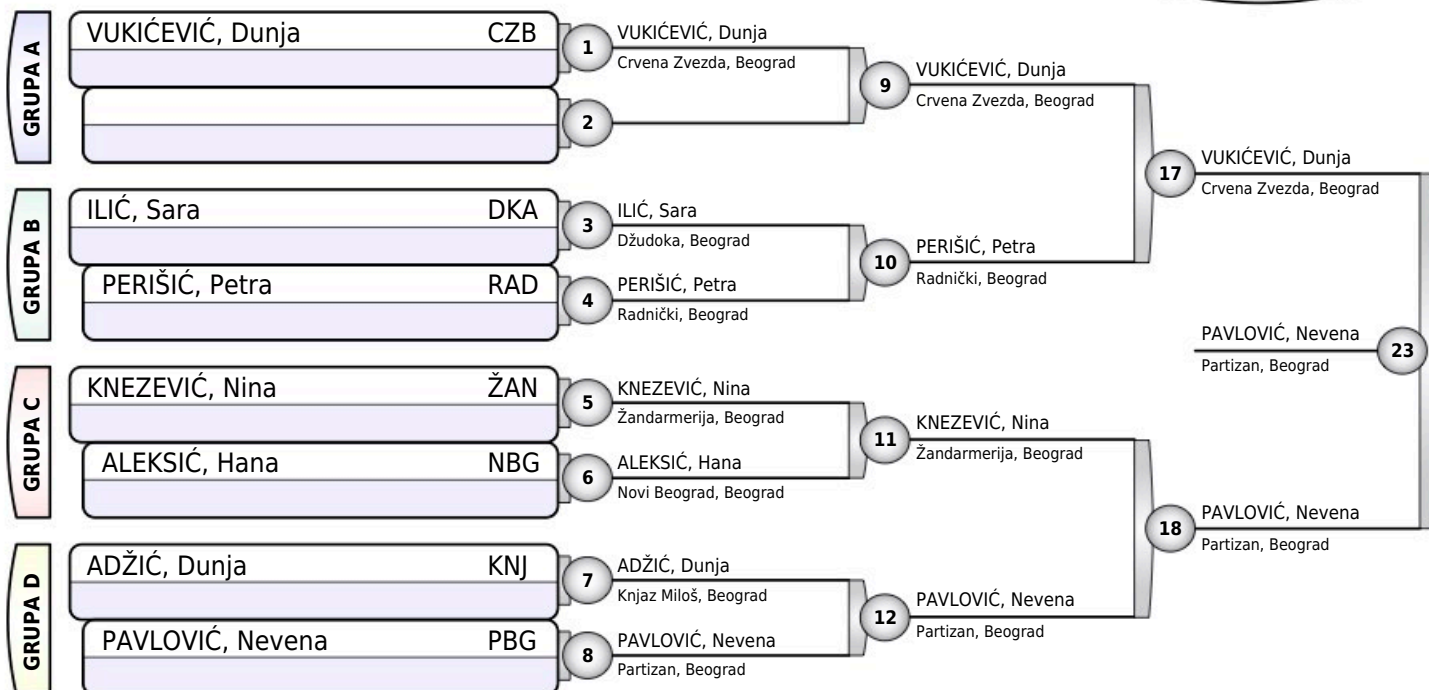 GRUPA A
VUKIĆEVIĆ, Dunja CZB
1
VUKIĆEVIĆ, Dunja
Crvena Zvezda, Beograd
2
9
VUKIĆEVIĆ, Dunja
Crvena Zvezda, Beograd
GRUPA B
ILIĆ, Sara DKA
3
ILIĆ, Sara
Džudoka, Beograd
PERIŠIĆ, Petra RAD
4
PERIŠIĆ, Petra
Radnički, Beograd
10
PERIŠIĆ, Petra
Radnički, Beograd
17
VUKIĆEVIĆ, Dunja
Crvena Zvezda, Beograd
GRUPA C
KNEZEVIĆ, Nina ŽAN
5
KNEZEVIĆ, Nina
Žandarmerija, Beograd
ALEKSIĆ, Hana NBG
6
ALEKSIĆ, Hana
Novi Beograd, Beograd
11
KNEZEVIĆ, Nina
Žandarmerija, Beograd
GRUPA D
ADŽIĆ, Dunja KNJ
7
ADŽIĆ, Dunja
Knjaz Miloš, Beograd
PAVLOVIĆ, Nevena PBG
8
PAVLOVIĆ, Nevena
Partizan, Beograd
12
PAVLOVIĆ, Nevena
Partizan, Beograd
18
PAVLOVIĆ, Nevena
Partizan, Beograd
PAVLOVIĆ, Nevena
Partizan, Beograd
23